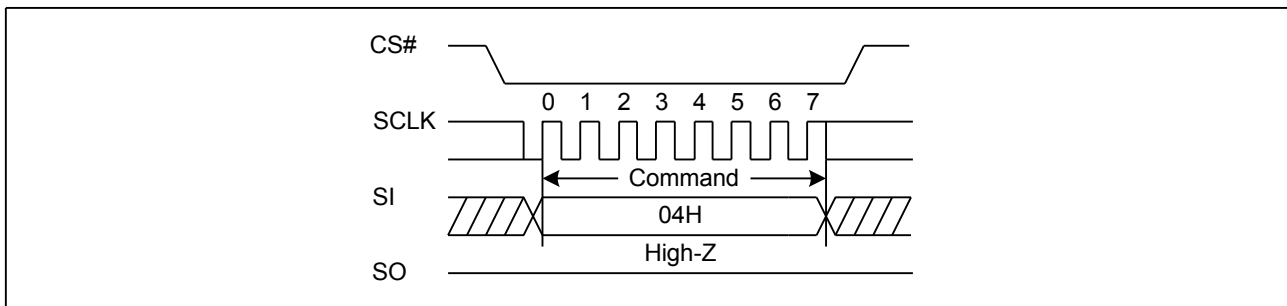 CS#
0 1 2 3 4 5 6 7
SCLK
Command
SI
04H
High-Z
SO